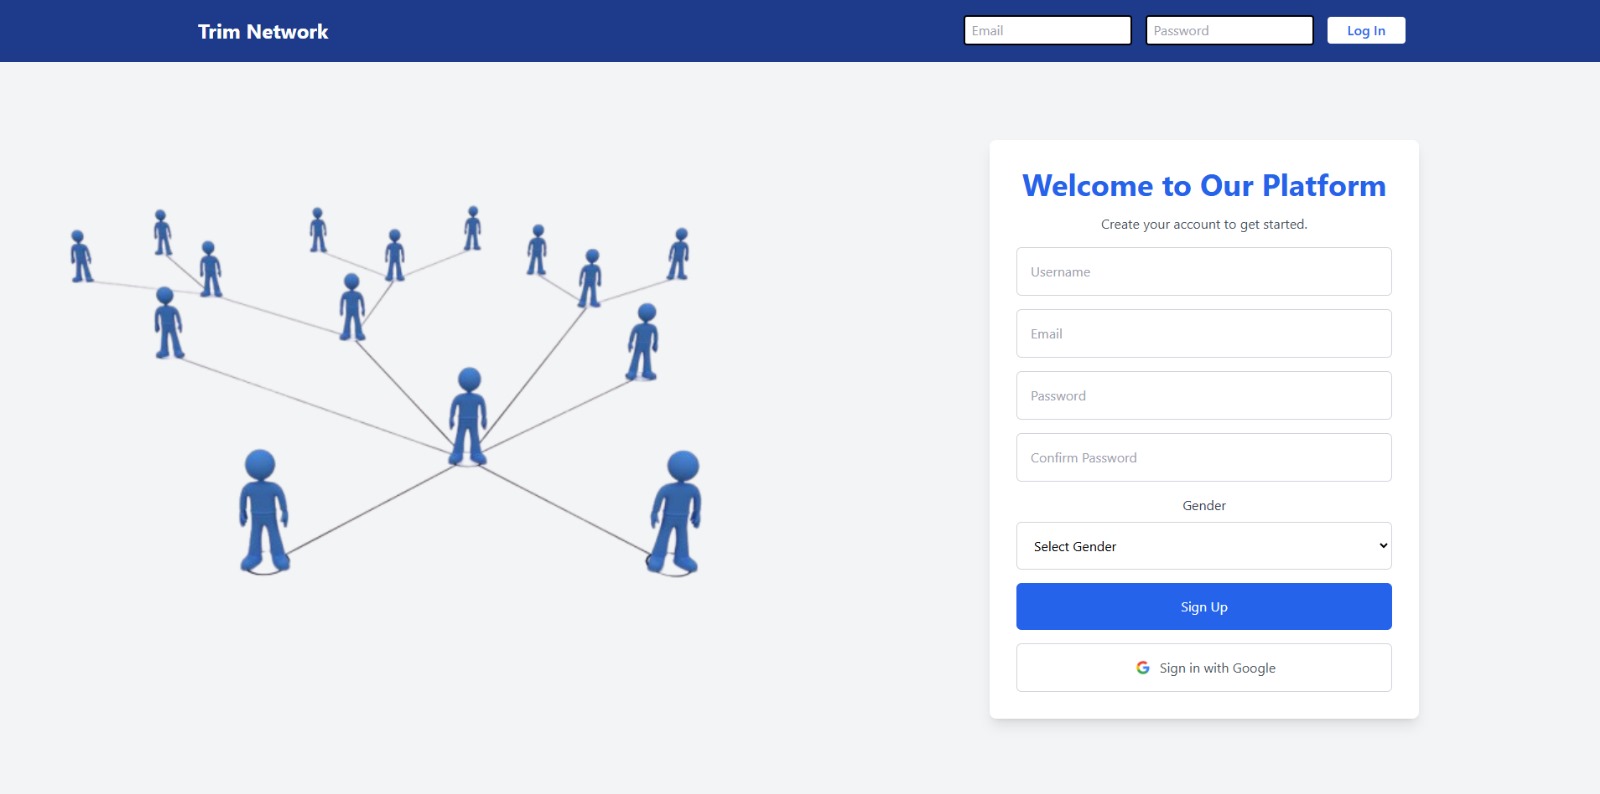 Trim Network
Email
Password
Log In
Welcome to Our Platform
Create your account to get started.
Username
Email
Password
Confirm Password
Gender
Select Gender
Sign Up
Sign in with Google